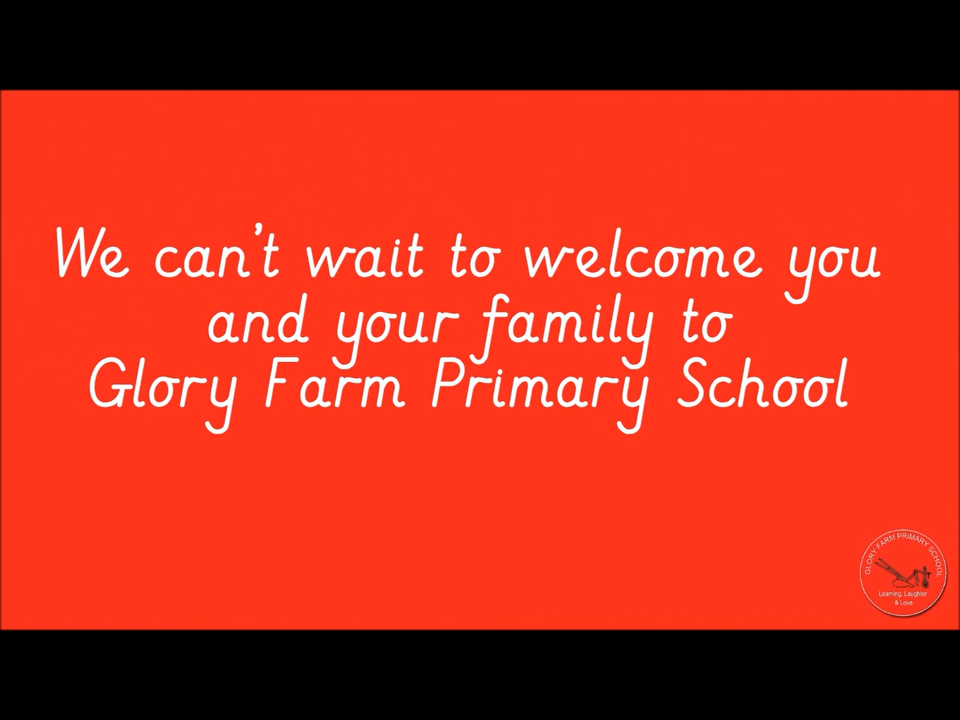 We can't wait to welcome you
and your family to
Glory Farm Primary School
GLORY FARM PRIMARY SCHOOL
Learning, Laughter
& Love